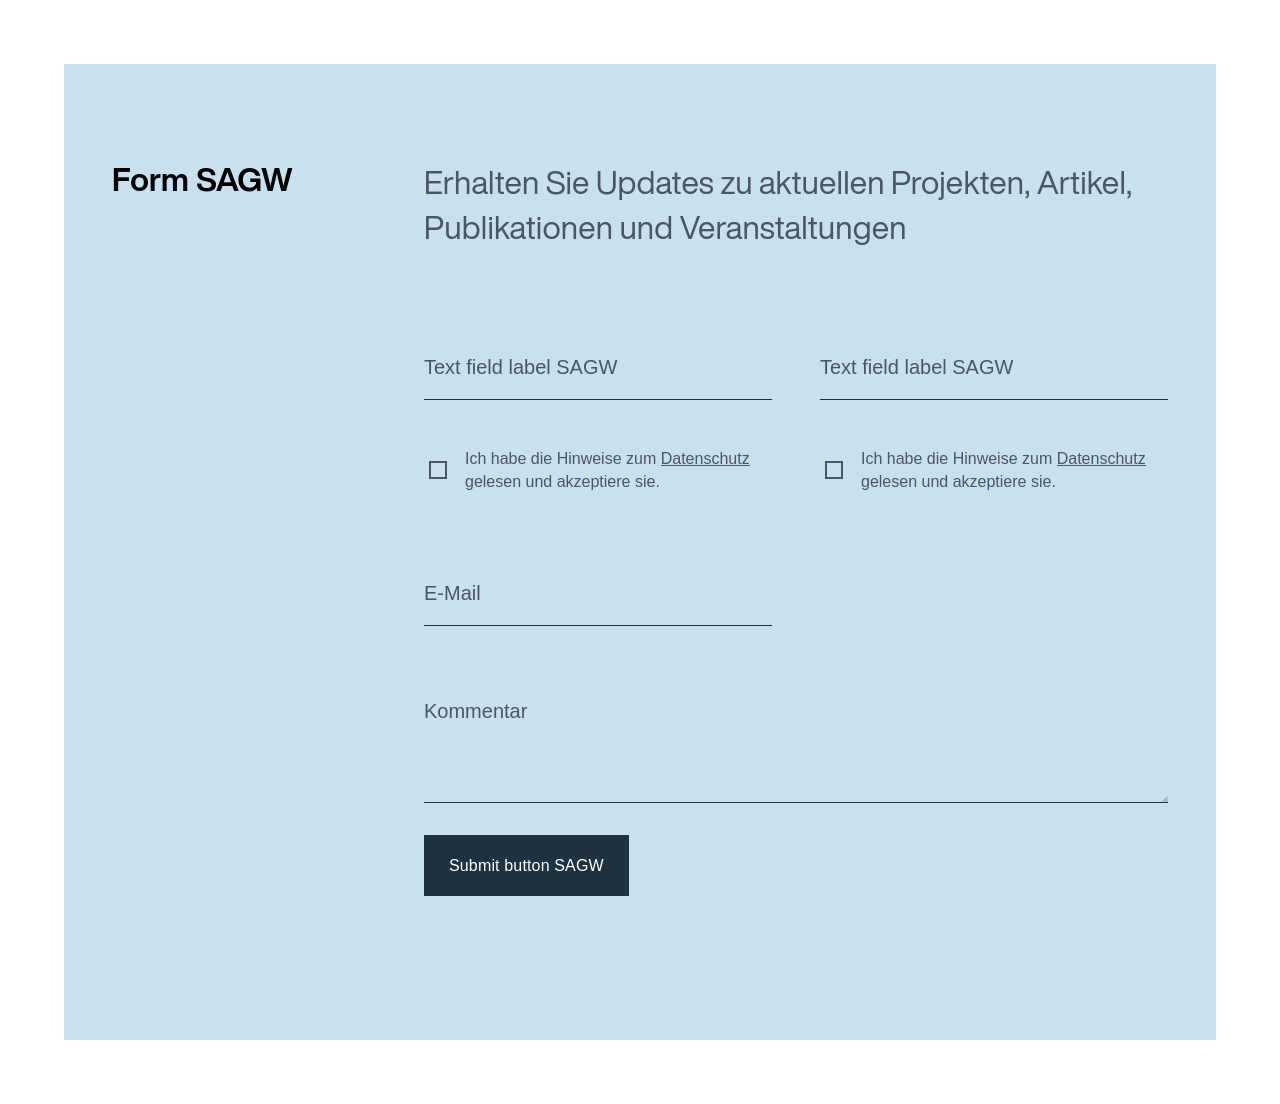 Form SAGW
Erhalten Sie Updates zu aktuellen Projekten, Artikel,
Publikationen und Veranstaltungen
Text field label SAGW
Text field label SAGW
Ich habe die Hinweise zum Datenschutz
gelesen und akzeptiere sie.
Ich habe die Hinweise zum Datenschutz
gelesen und akzeptiere sie.
E-Mail
Kommentar
Submit button SAGW